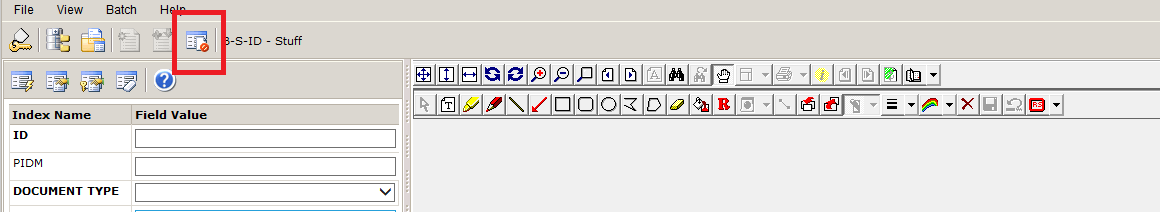 File View Batch Help
B-S-ID - Stuff
Index Name Field Value
ID
PIDM
DOCUMENT TYPE